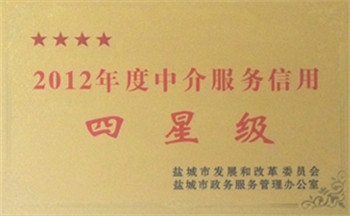 ★★★★
2012年度中介服务信用
四星级
盐城市发展和改革委员会
盐城市政务服务管理办公室